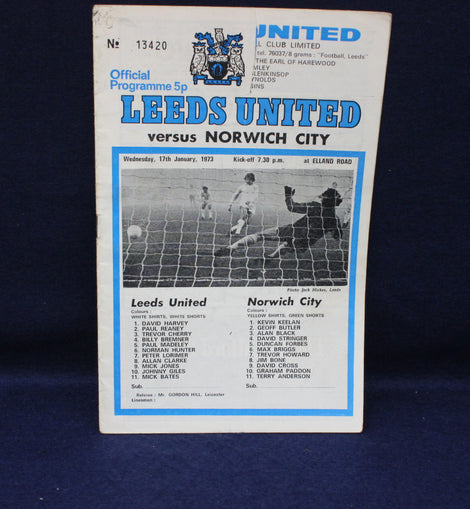 UNITED
Nº 13420
L CLUB LIMITED
tel. 76037/8 grams: "Football, Leeds"
THE EARL OF HAREWOOD
MLEY
LENKINSOP
YNOLDS
INS
Official
Programme 5p
LEEDS UNITED
versus NORWICH CITY
Wednesday, 17th January, 1973 Kick-off 7.30 p.m. at ELLAND ROAD
Photo Jack Hickes, Leeds
Leeds United
Colours :
WHITE SHIRTS, WHITE SHORTS
1. DAVID HARVEY
2. PAUL REANEY
3. TREVOR CHERRY
4. BILLY BREMNER
5. PAUL MADELEY
6. NORMAN HUNTER
7. PETER LORIMER
8. ALLAN CLARKE
9. MICK JONES
10. JOHNNY GILES
11. MICK BATES
Sub.
Norwich City
Colours :
YELLOW SHIRTS, GREEN SHORTS
1. KEVIN KEELAN
2. GEOFF BUTLER
3. ALAN BLACK
4. DAVID STRINGER
5. DUNCAN FORBES
6. MAX BRIGGS
7. TREVOR HOWARD
8. JIM BONE
9. DAVID CROSS
10. GRAHAM PADDON
11. TERRY ANDERSON
Sub.
Referee : Mr. GORDON HILL, Leicester
Linesmen :